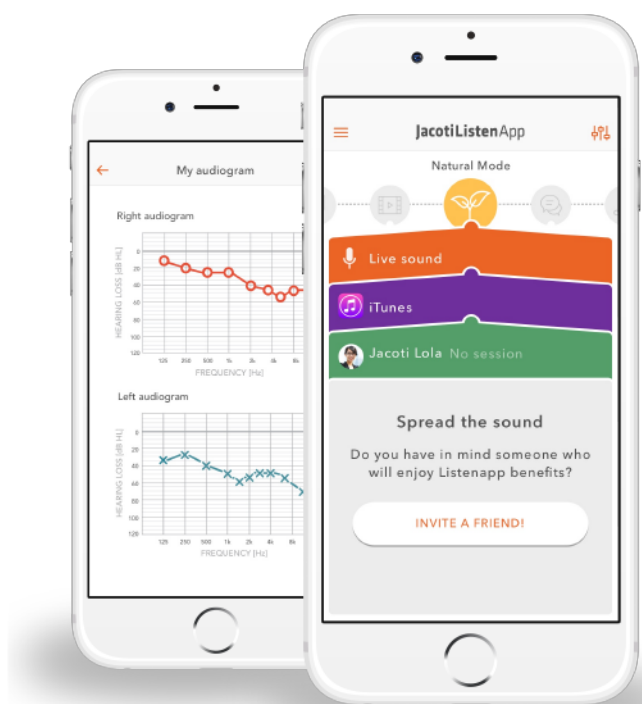 My audiogram
Right audiogram
HEARING LOSS [dB HL]
0
20
40
60
80
100
120
125 250 500 1k 2k 4k 8k
FREQUENCY [Hz]
Left audiogram
HEARING LOSS [dB HL]
0
20
40
60
80
100
120
125 250 500 1k 2k 4k 8k
FREQUENCY [Hz]
JacotiListenApp
Natural Mode
Live sound
iTunes
Jacoti Lola No session
Spread the sound
Do you have in mind someone who
will enjoy Listenapp benefits?
INVITE A FRIEND!